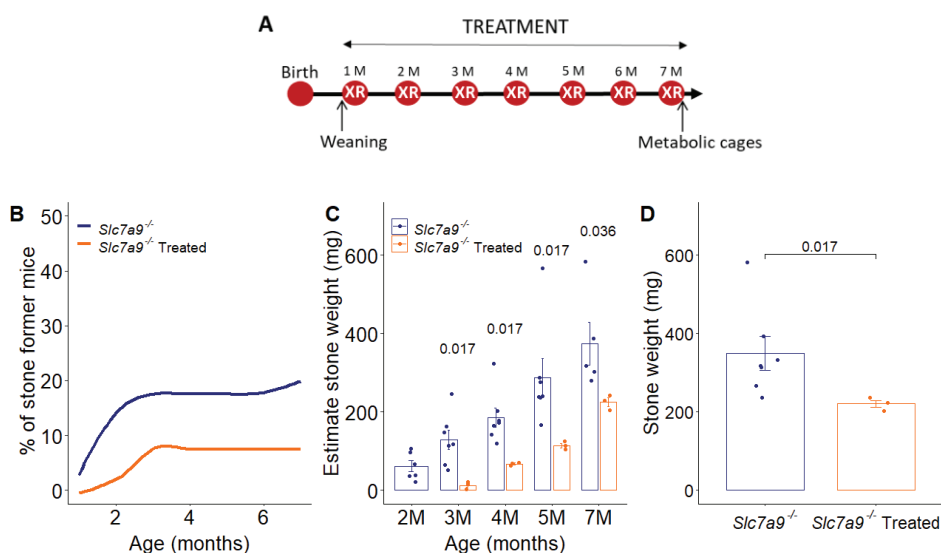 A
TREATMENT
Birth
1 M 2 M 3 M 4 M 5 M 6 M 7 M
XR XR XR XR XR XR XR
Weaning
Metabolic cages
B
% of stone former mice
50
40
30
20
10
0
Slc7a9-/-
Slc7a9-/- Treated
2 4 6
Age (months)
C
Estimate stone weight (mg)
600
400
200
0
Slc7a9-/-
Slc7a9-/- Treated
0.017
0.017
0.017
0.036
2M 3M 4M 5M 7M
Age (months)
D
Stone weight (mg)
600
400
200
0
0.017
Slc7a9-/- Slc7a9-/- Treated